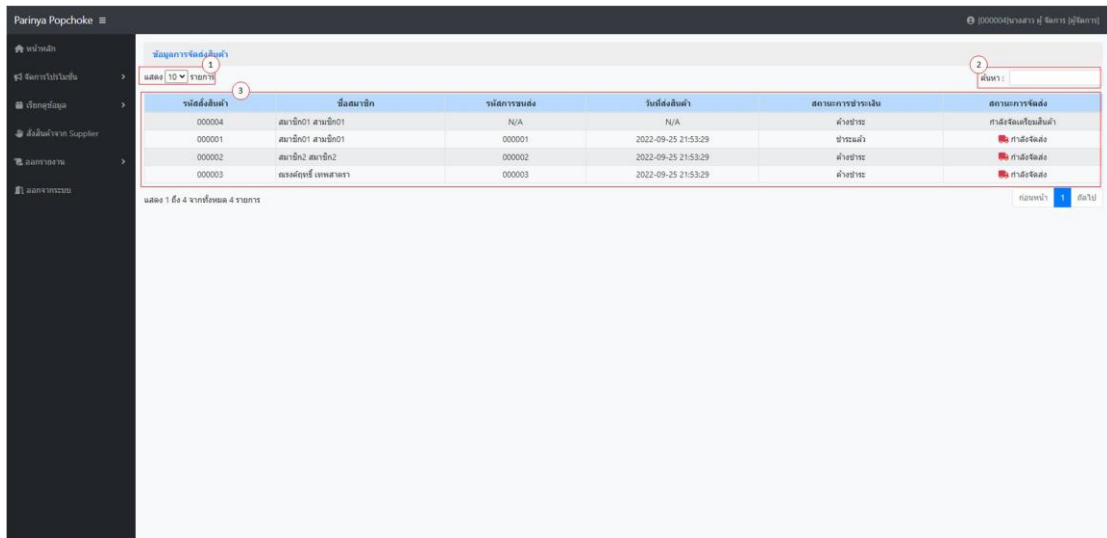 Parinya Popchoke
[000004]นางสาว ผู้ จัดการ [ผู้จัดการ]
หน้าหลัก
จัดการโปรโมชั่น
เรียกดูข้อมูล
สั่งสินค้าจาก Supplier
ออกรายงาน
ออกจากระบบ
ข้อมูลการจัดส่งสินค้า
1
2
แสดง 10 รายการ
ค้นหา :
3
รหัสสั่งสินค้า ชื่อสมาชิก รหัสการขนส่ง วันที่ส่งสินค้า สถานะการชำระเงิน สถานะการจัดส่ง
000004 สมาชิก01 สามชิก01 N/A N/A ค้างชำระ กำลังจัดเตรียมสินค้า
000001 สมาชิก01 สามชิก01 000001 2022-09-25 21:53:29 ชำระแล้ว กำลังจัดส่ง
000002 สมาชิก2 สมาชิก2 000002 2022-09-25 21:53:29 ค้างชำระ กำลังจัดส่ง
000003 ณรงค์ฤทธิ์ เทพสาตรา 000003 2022-09-25 21:53:29 ค้างชำระ กำลังจัดส่ง
แสดง 1 ถึง 4 จากทั้งหมด 4 รายการ
ก่อนหน้า 1 ถัดไป